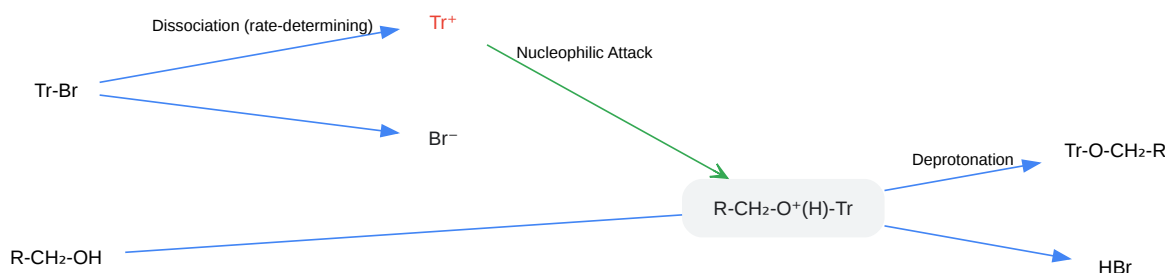 Dissociation (rate-determining)
Tr⁺
Nucleophilic Attack
Tr-Br
Br⁻
Deprotonation
Tr-O-CH₂-R
R-CH₂-O⁺(H)-Tr
R-CH₂-OH
HBr